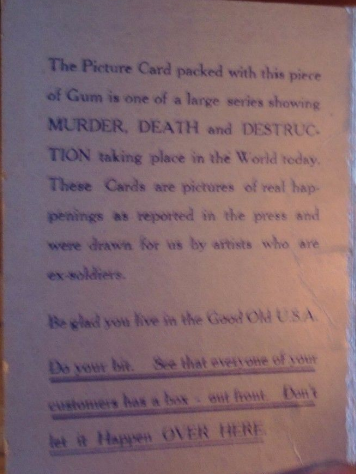 The Picture Card packed with this piece
of Gum is one of a large series showing
MURDER, DEATH and DESTRUC-
TION taking place in the World today.
These Cards are pictures of real hap-
penings as reported in the press and
were drawn for us by artists who are
ex-soldiers.
Be glad you live in the Good Old U.S.A.
Do your bit. See that everyone of your
customers has a box - out front. Don't
let it Happen OVER HERE.